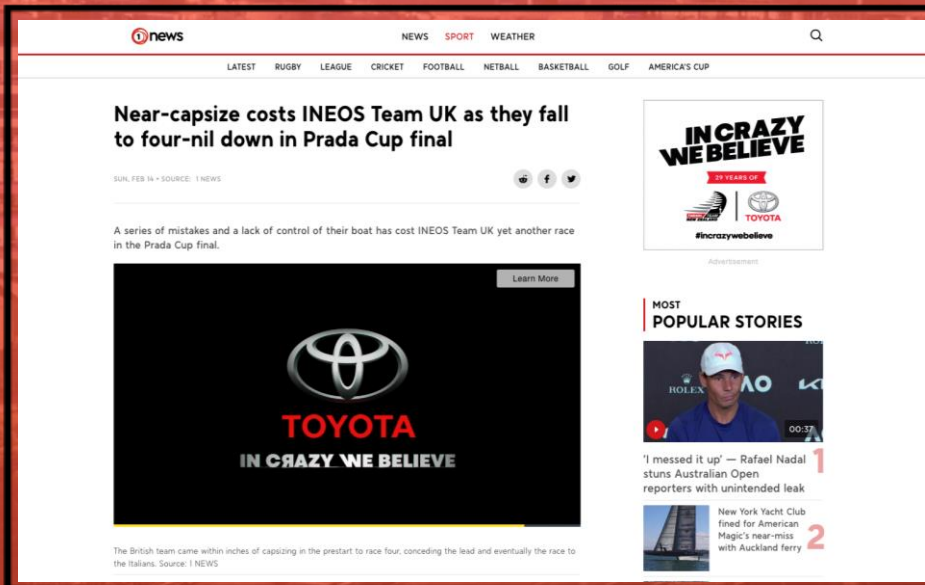 1 news
NEWS SPORT WEATHER
LATEST RUGBY LEAGUE CRICKET FOOTBALL NETBALL BASKETBALL GOLF AMERICA'S CUP
Near-capsize costs INEOS Team UK as they fall
to four-nil down in Prada Cup final
SUN, FEB 14 • SOURCE: 1 NEWS
A series of mistakes and a lack of control of their boat has cost INEOS Team UK yet another race
in the Prada Cup final.
Learn More
TOYOTA
IN CRAZY WE BELIEVE
The British team came within inches of capsizing in the prestart to race four, conceding the lead and eventually the race to
the Italians. Source: 1 NEWS
IN CRAZY
WE BELIEVE
29 YEARS OF
TOYOTA
#incrazywebelieve
Advertisement
MOST
POPULAR STORIES
ROLEX
AO
00:37
'I messed it up' — Rafael Nadal
stuns Australian Open
reporters with unintended leak
1
New York Yacht Club
fined for American
Magic's near-miss
with Auckland ferry
2